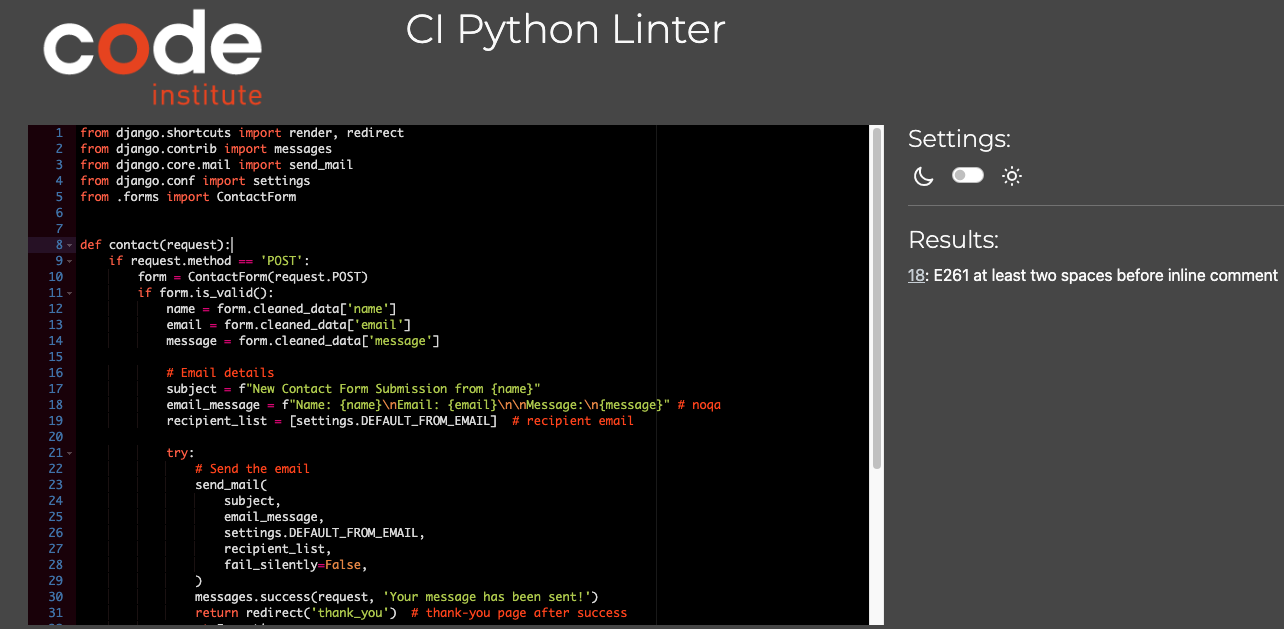 code
institute
CI Python Linter
1 from django.shortcuts import render, redirect
2 from django.contrib import messages
3 from django.core.mail import send_mail
4 from django.conf import settings
5 from .forms import ContactForm
6
7
8 def contact(request):
9     if request.method == 'POST':
10         form = ContactForm(request.POST)
11         if form.is_valid():
12             name = form.cleaned_data['name']
13             email = form.cleaned_data['email']
14             message = form.cleaned_data['message']
15
16             # Email details
17             subject = f"New Contact Form Submission from {name}"
18             email_message = f"Name: {name}\nEmail: {email}\n\nMessage:\n{message}" # noqa
19             recipient_list = [settings.DEFAULT_FROM_EMAIL]  # recipient email
20
21             try:
22                 # Send the email
23                 send_mail(
24                     subject,
25                     email_message,
26                     settings.DEFAULT_FROM_EMAIL,
27                     recipient_list,
28                     fail_silently=False,
29                 )
30                 messages.success(request, 'Your message has been sent!')
31                 return redirect('thank_you')  # thank-you page after success
Settings:
Results:
18: E261 at least two spaces before inline comment